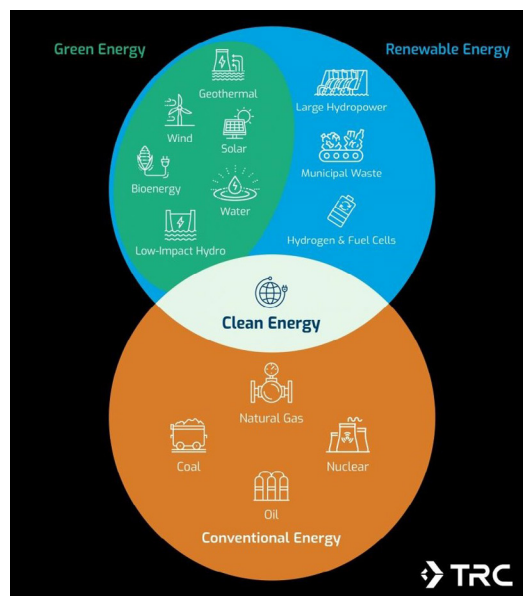 Green Energy
Renewable Energy
Geothermal
Large Hydropower
Wind
Solar
Municipal Waste
Bioenergy
Water
Hydrogen & Fuel Cells
Low-Impact Hydro
Clean Energy
Natural Gas
Coal
Nuclear
Oil
Conventional Energy
TRC